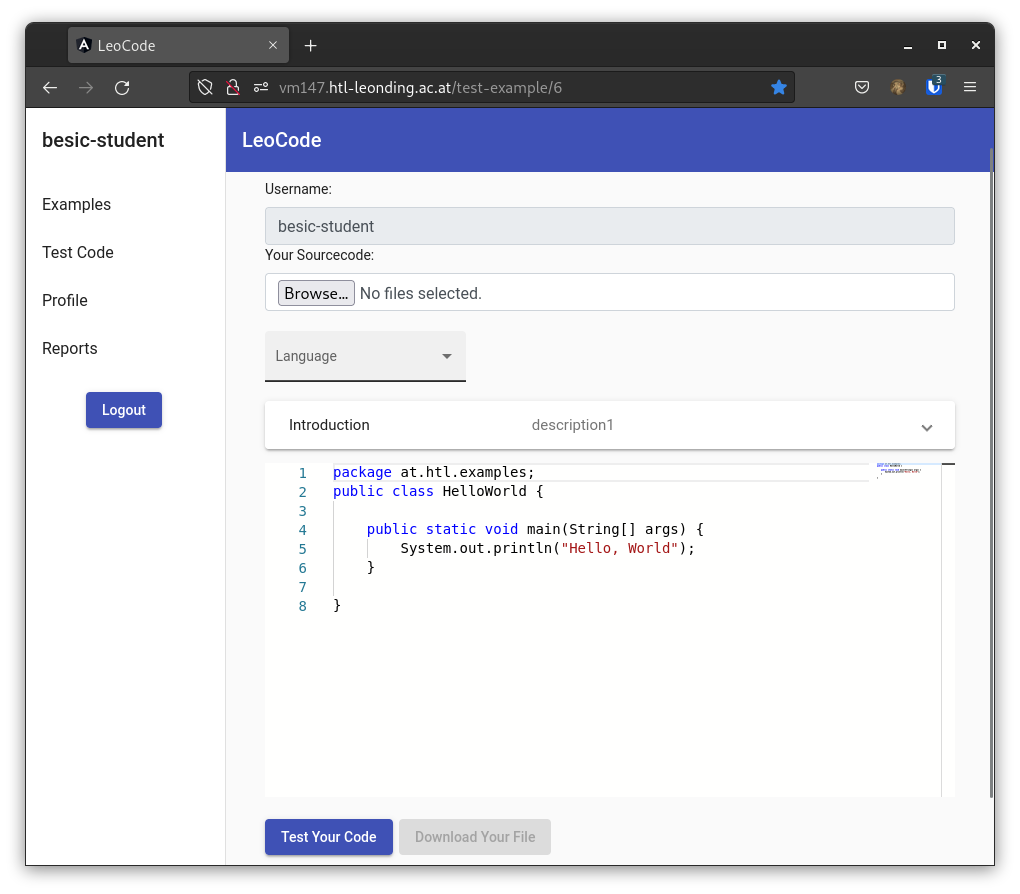 LeoCode
vm147.htl-leonding.ac.at/test-example/6
3
besic-student
LeoCode
Examples
Test Code
Profile
Reports
Logout
Username:
besic-student
Your Sourcecode:
Browse... No files selected.
Language
Introduction description1
1 package at.htl.examples;
2 public class HelloWorld {
3
4 public static void main(String[] args) {
5 System.out.println("Hello, World");
6 }
7
8 }
Test Your Code Download Your File